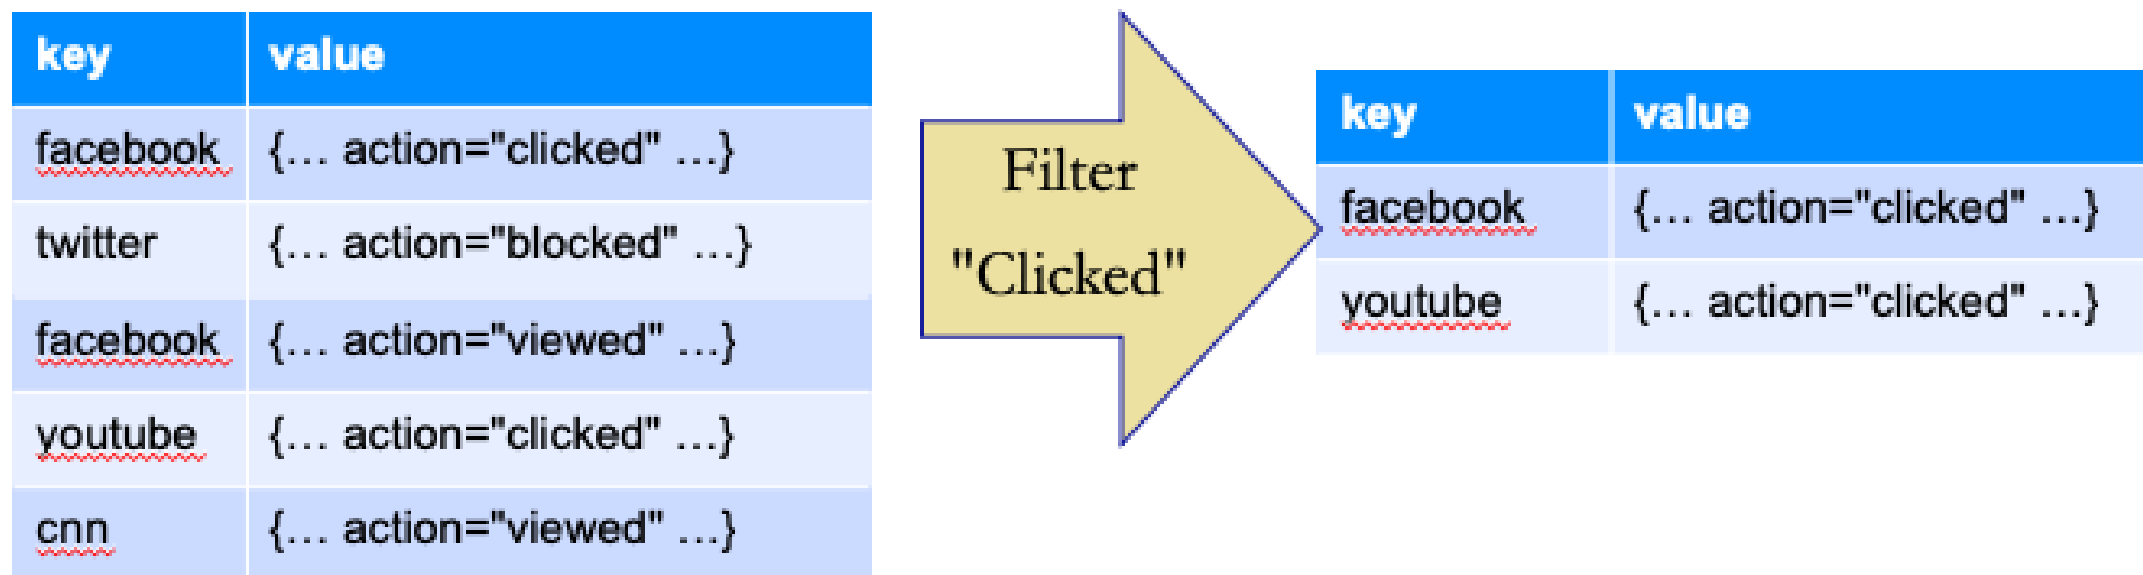 key value
facebook {... action="clicked" ...}
twitter {... action="blocked" ...}
facebook {... action="viewed" ...}
youtube {... action="clicked" ...}
cnn {... action="viewed" ...}
Filter
"Clicked"
key value
facebook {... action="clicked" ...}
youtube {... action="clicked" ...}